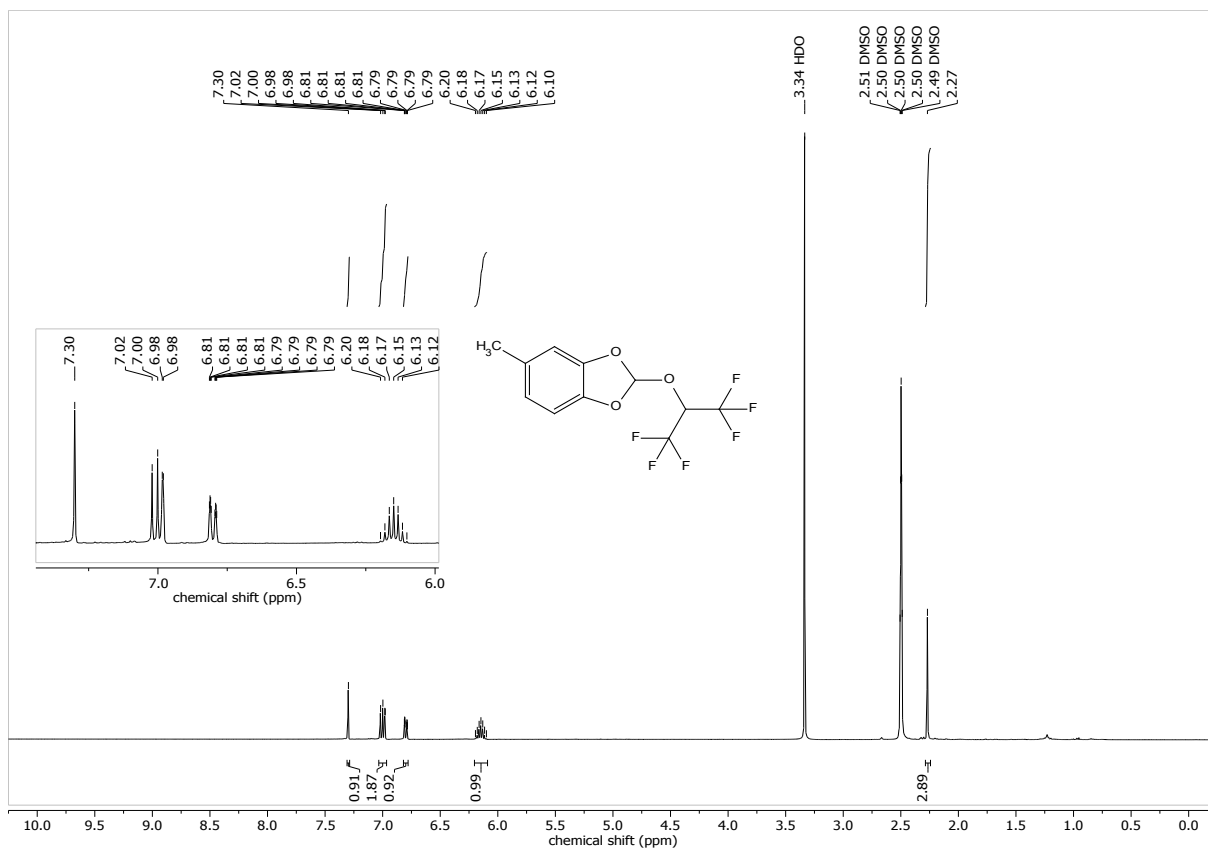 7.30
7.02
7.00
6.98
6.98
6.81
6.81
6.81
6.81
6.79
6.79
6.79
6.79
6.20
6.18
6.17
6.15
6.13
6.12
6.10
3.34 HDO
2.51 DMSO
2.50 DMSO
2.50 DMSO
2.50 DMSO
2.49 DMSO
2.27
7.30
7.02
7.00
6.98
6.98
6.81
6.81
6.81
6.81
6.79
6.79
6.79
6.79
6.20
6.18
6.17
6.15
6.13
6.12
7.0 6.5 6.0
chemical shift (ppm)
H3C
O
O
O
F
F
F
F
F
F
0.91
1.87
0.92
0.99
2.89
10.0 9.5 9.0 8.5 8.0 7.5 7.0 6.5 6.0 5.5 5.0 4.5 4.0 3.5 3.0 2.5 2.0 1.5 1.0 0.5 0.0
chemical shift (ppm)